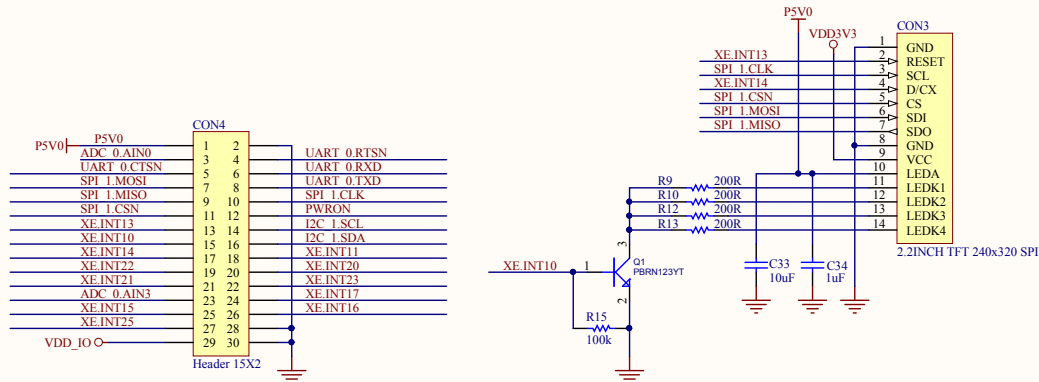 P5V0
VDD3V3
CON3
1 GND
XE.INT13 2 RESET
SPI_1.CLK 3 SCL
XE.INT14 4 D/CX
SPI_1.CSN 5 CS
SPI_1.MOSI 6 SDI
SPI_1.MISO 7 SDO
8 GND
9 VCC
10 LEDA
R9 200R 11 LEDK1
R10 200R 12 LEDK2
R12 200R 13 LEDK3
R13 200R 14 LEDK4
2.2INCH TFT 240x320 SPI
C33
10uF
C34
1uF
XE.INT10 1
3
Q1
PBRN123YT
2
R15
100k
CON4
P5V0 P5V0 1 2
ADC_0.AIN0 3 4 UART_0.RTSN
UART_0.CTSN 5 6 UART_0.RXD
SPI_1.MOSI 7 8 UART_0.TXD
SPI_1.MISO 9 10 SPI_1.CLK
SPI_1.CSN 11 12 PWRON
XE.INT13 13 14 I2C_1.SCL
XE.INT10 15 16 I2C_1.SDA
XE.INT14 17 18 XE.INT11
XE.INT22 19 20 XE.INT20
XE.INT21 21 22 XE.INT23
ADC_0.AIN3 23 24 XE.INT17
XE.INT15 25 26 XE.INT16
XE.INT25 27 28
VDD_IO 29 30
Header 15X2